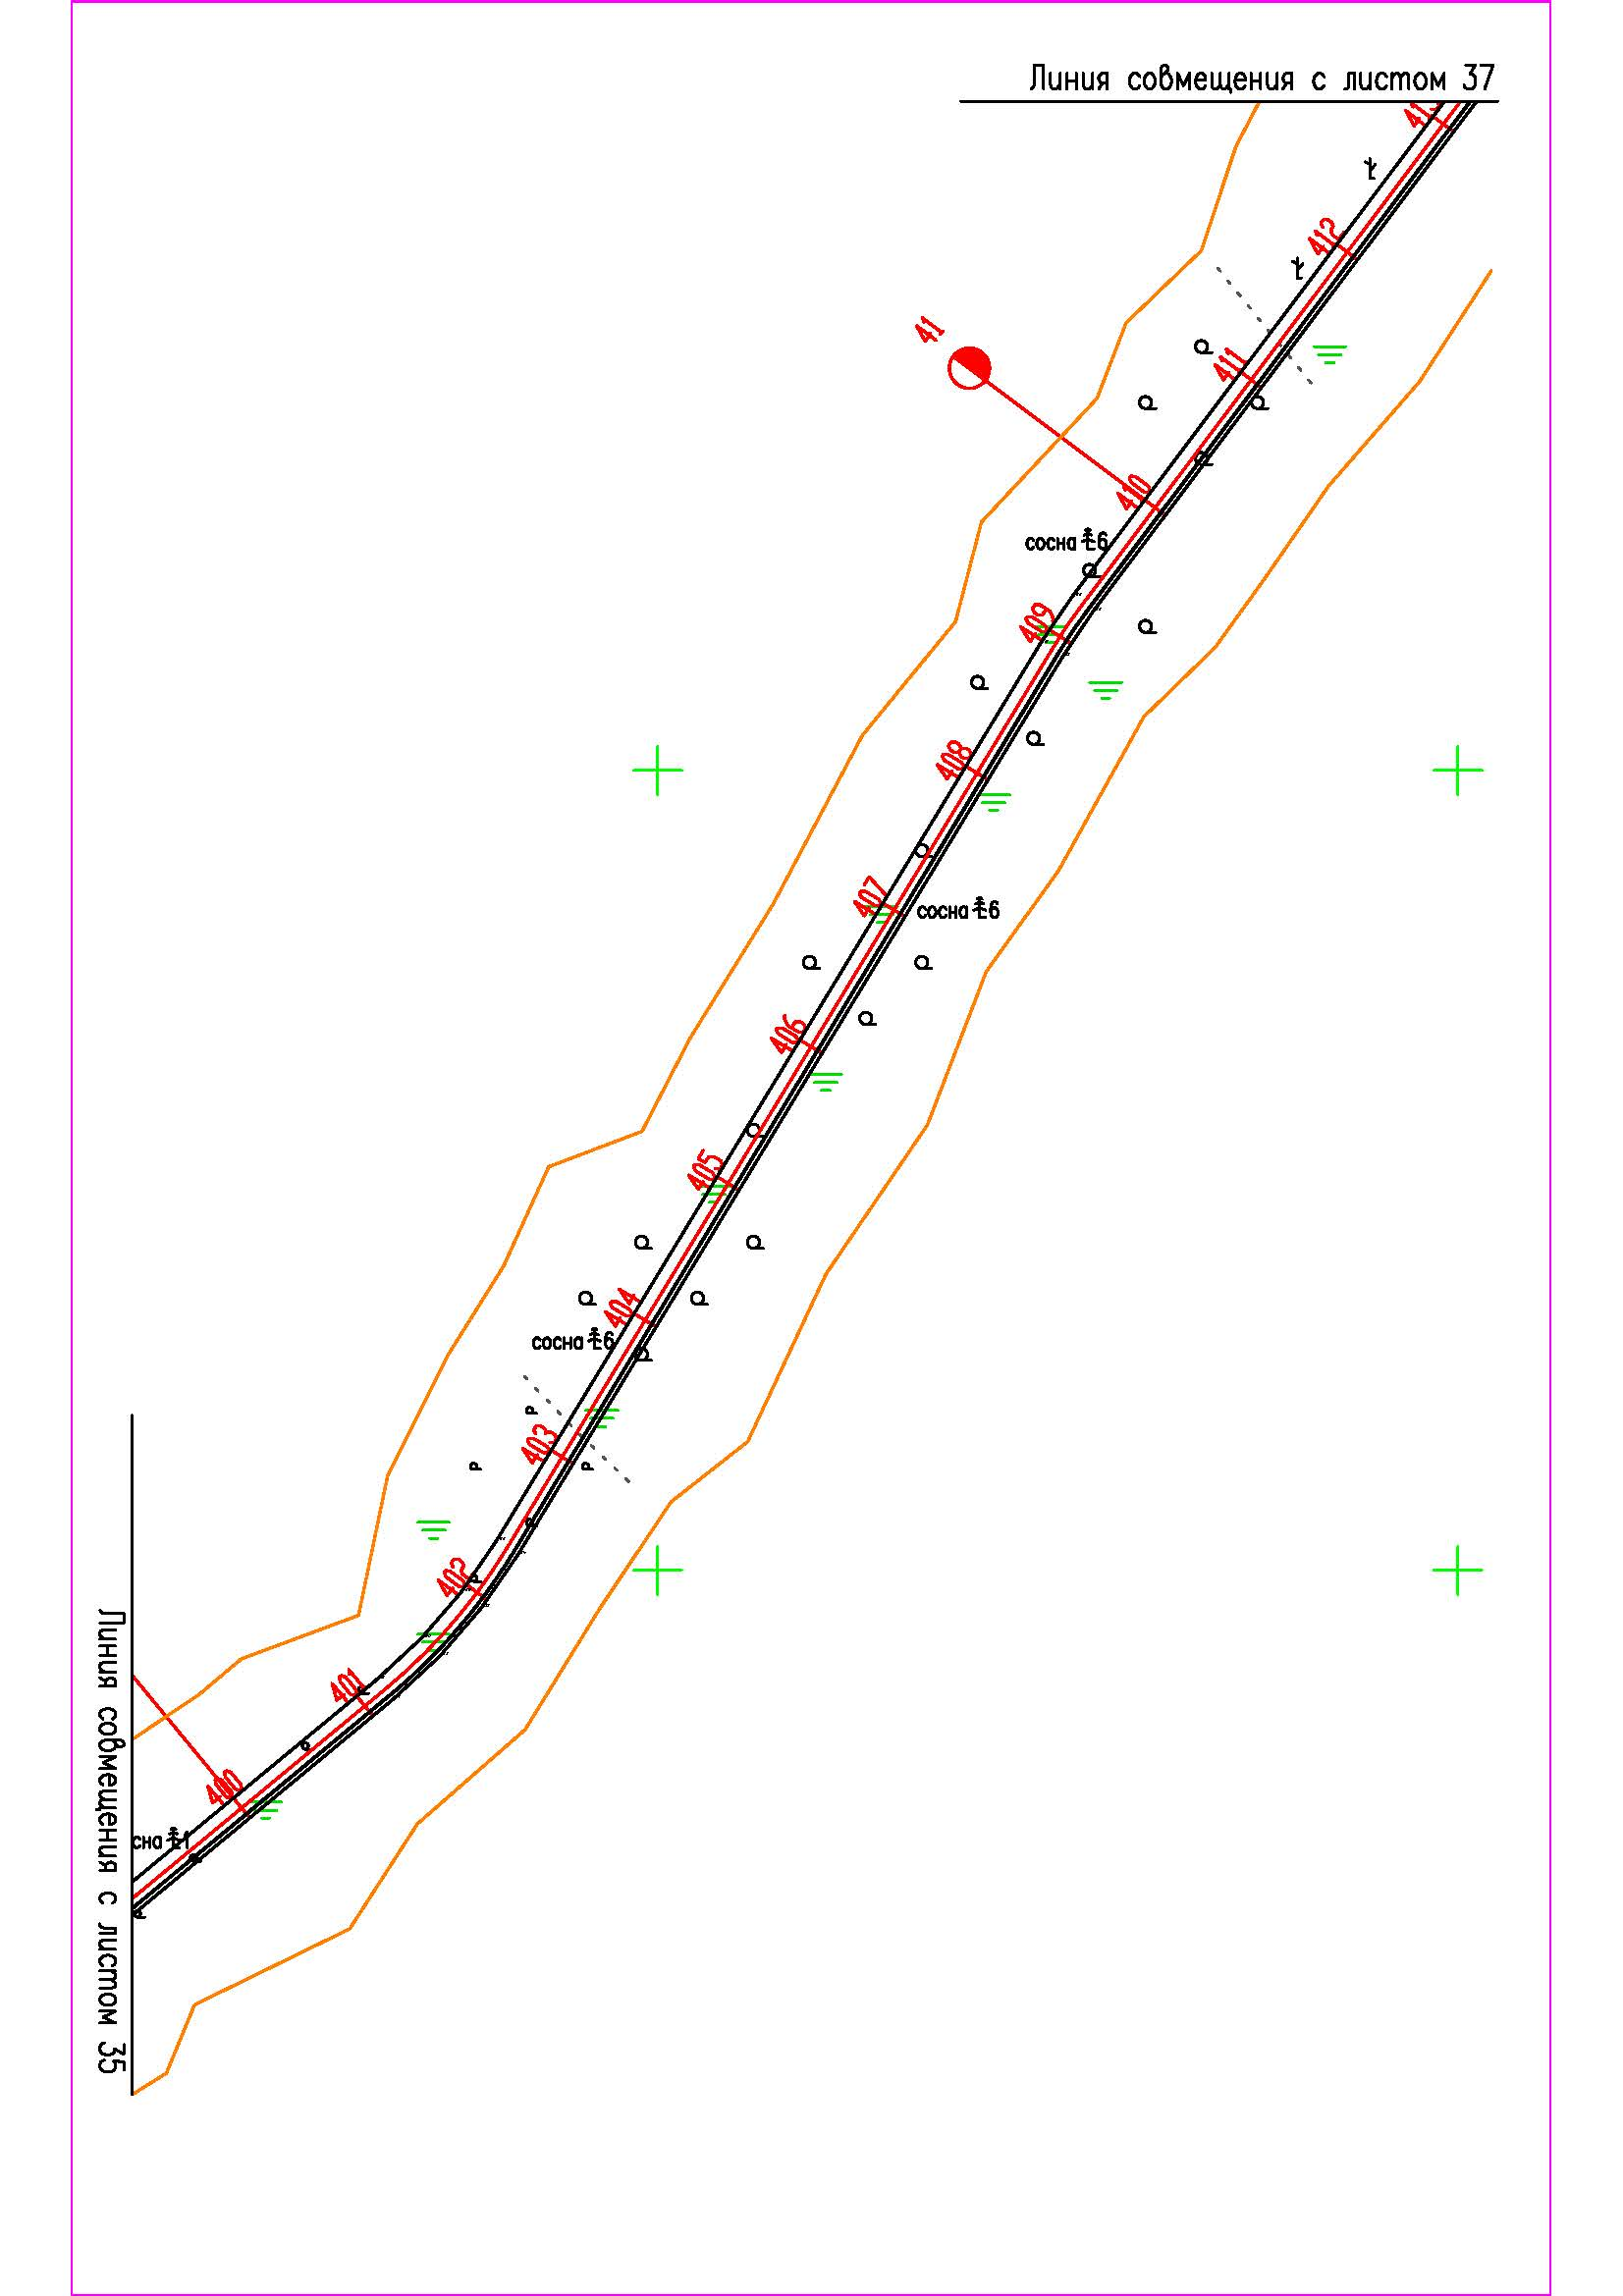 Линия совмещения с листом 37
413
412
41
411
410
сосна 6
409
408
407
сосна 6
406
405
404
сосна 6
Р
403
Р Р
402
401
400
сна 1
Линия совмещения с листом 35